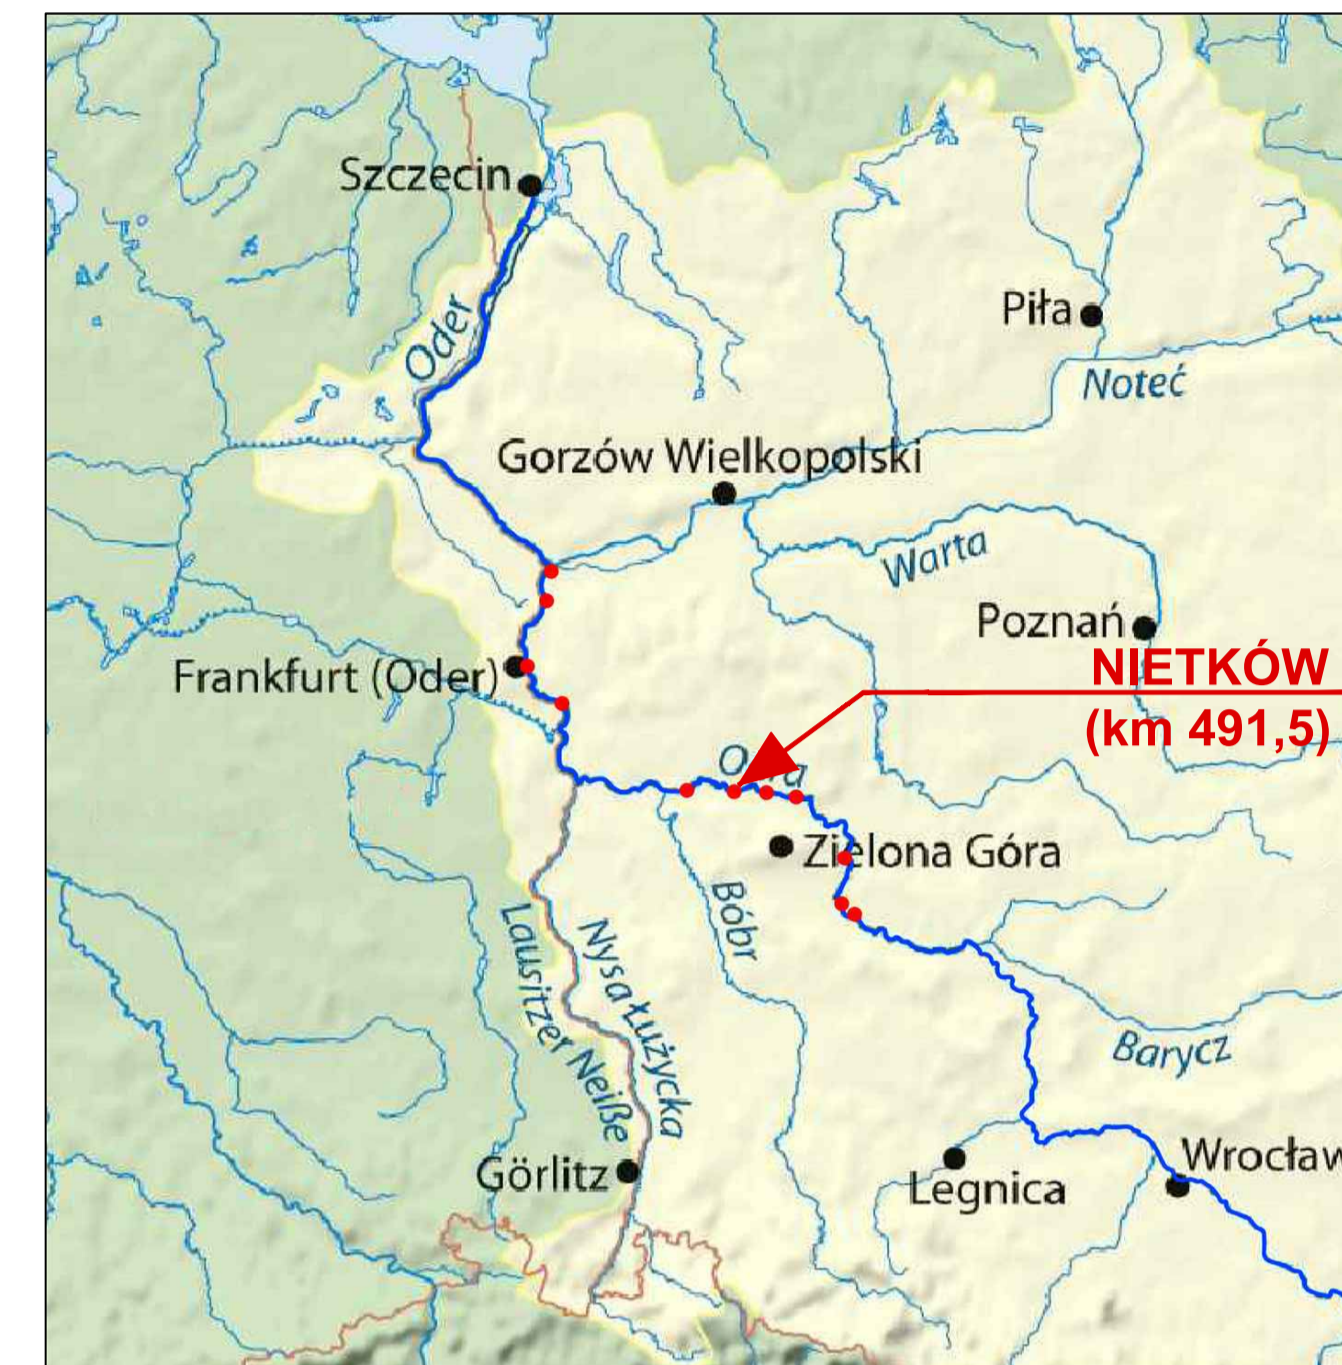 Szczecin
Oder
Piła
Noteć
Gorzów Wielkopolski
Warta
Poznań
NIETKÓW
(km 491,5)
Frankfurt (Oder)
Odra
Zielona Góra
Bóbr
Lausitzer Neiße
Nysa Łużycka
Barycz
Görlitz
Legnica
Wrocław